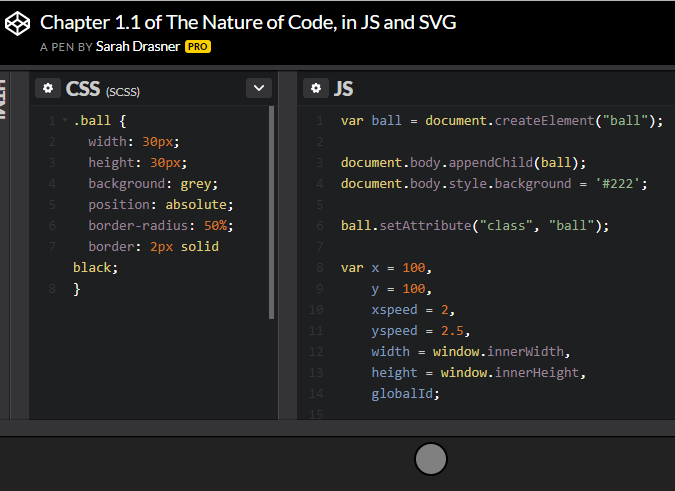 Chapter 1.1 of The Nature of Code, in JS and SVG
A PEN BY Sarah Drasner PRO
HTML
CSS (SCSS)
1 .ball {
2 width: 30px;
3 height: 30px;
4 background: grey;
5 position: absolute;
6 border-radius: 50%;
7 border: 2px solid
black;
8 }
JS
1 var ball = document.createElement("ball");
2
3 document.body.appendChild(ball);
4 document.body.style.background = '#222';
5
6 ball.setAttribute("class", "ball");
7
8 var x = 100,
9 y = 100,
10 xspeed = 2,
11 yspeed = 2.5,
12 width = window.innerWidth,
13 height = window.innerHeight,
14 globalId;
15